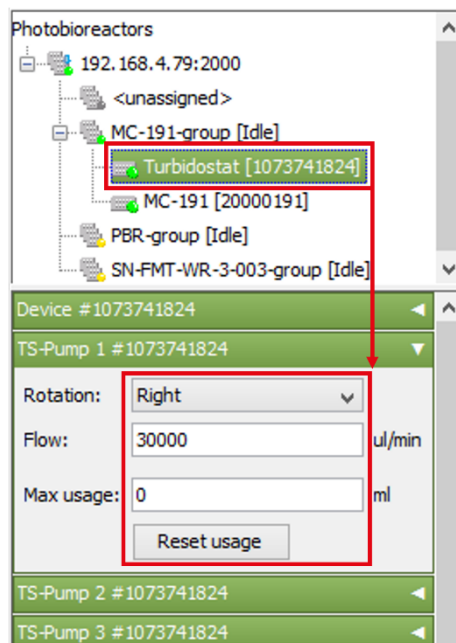 Photobioreactors
192.168.4.79:2000
<unassigned>
MC-191-group [Idle]
Turbidostat [1073741824]
MC-191 [20000191]
PBR-group [Idle]
SN-FMT-WR-3-003-group [Idle]
Device #1073741824
TS-Pump 1 #1073741824
Rotation: Right
Flow: 30000 ul/min
Max usage: 0 ml
Reset usage
TS-Pump 2 #1073741824
TS-Pump 3 #1073741824